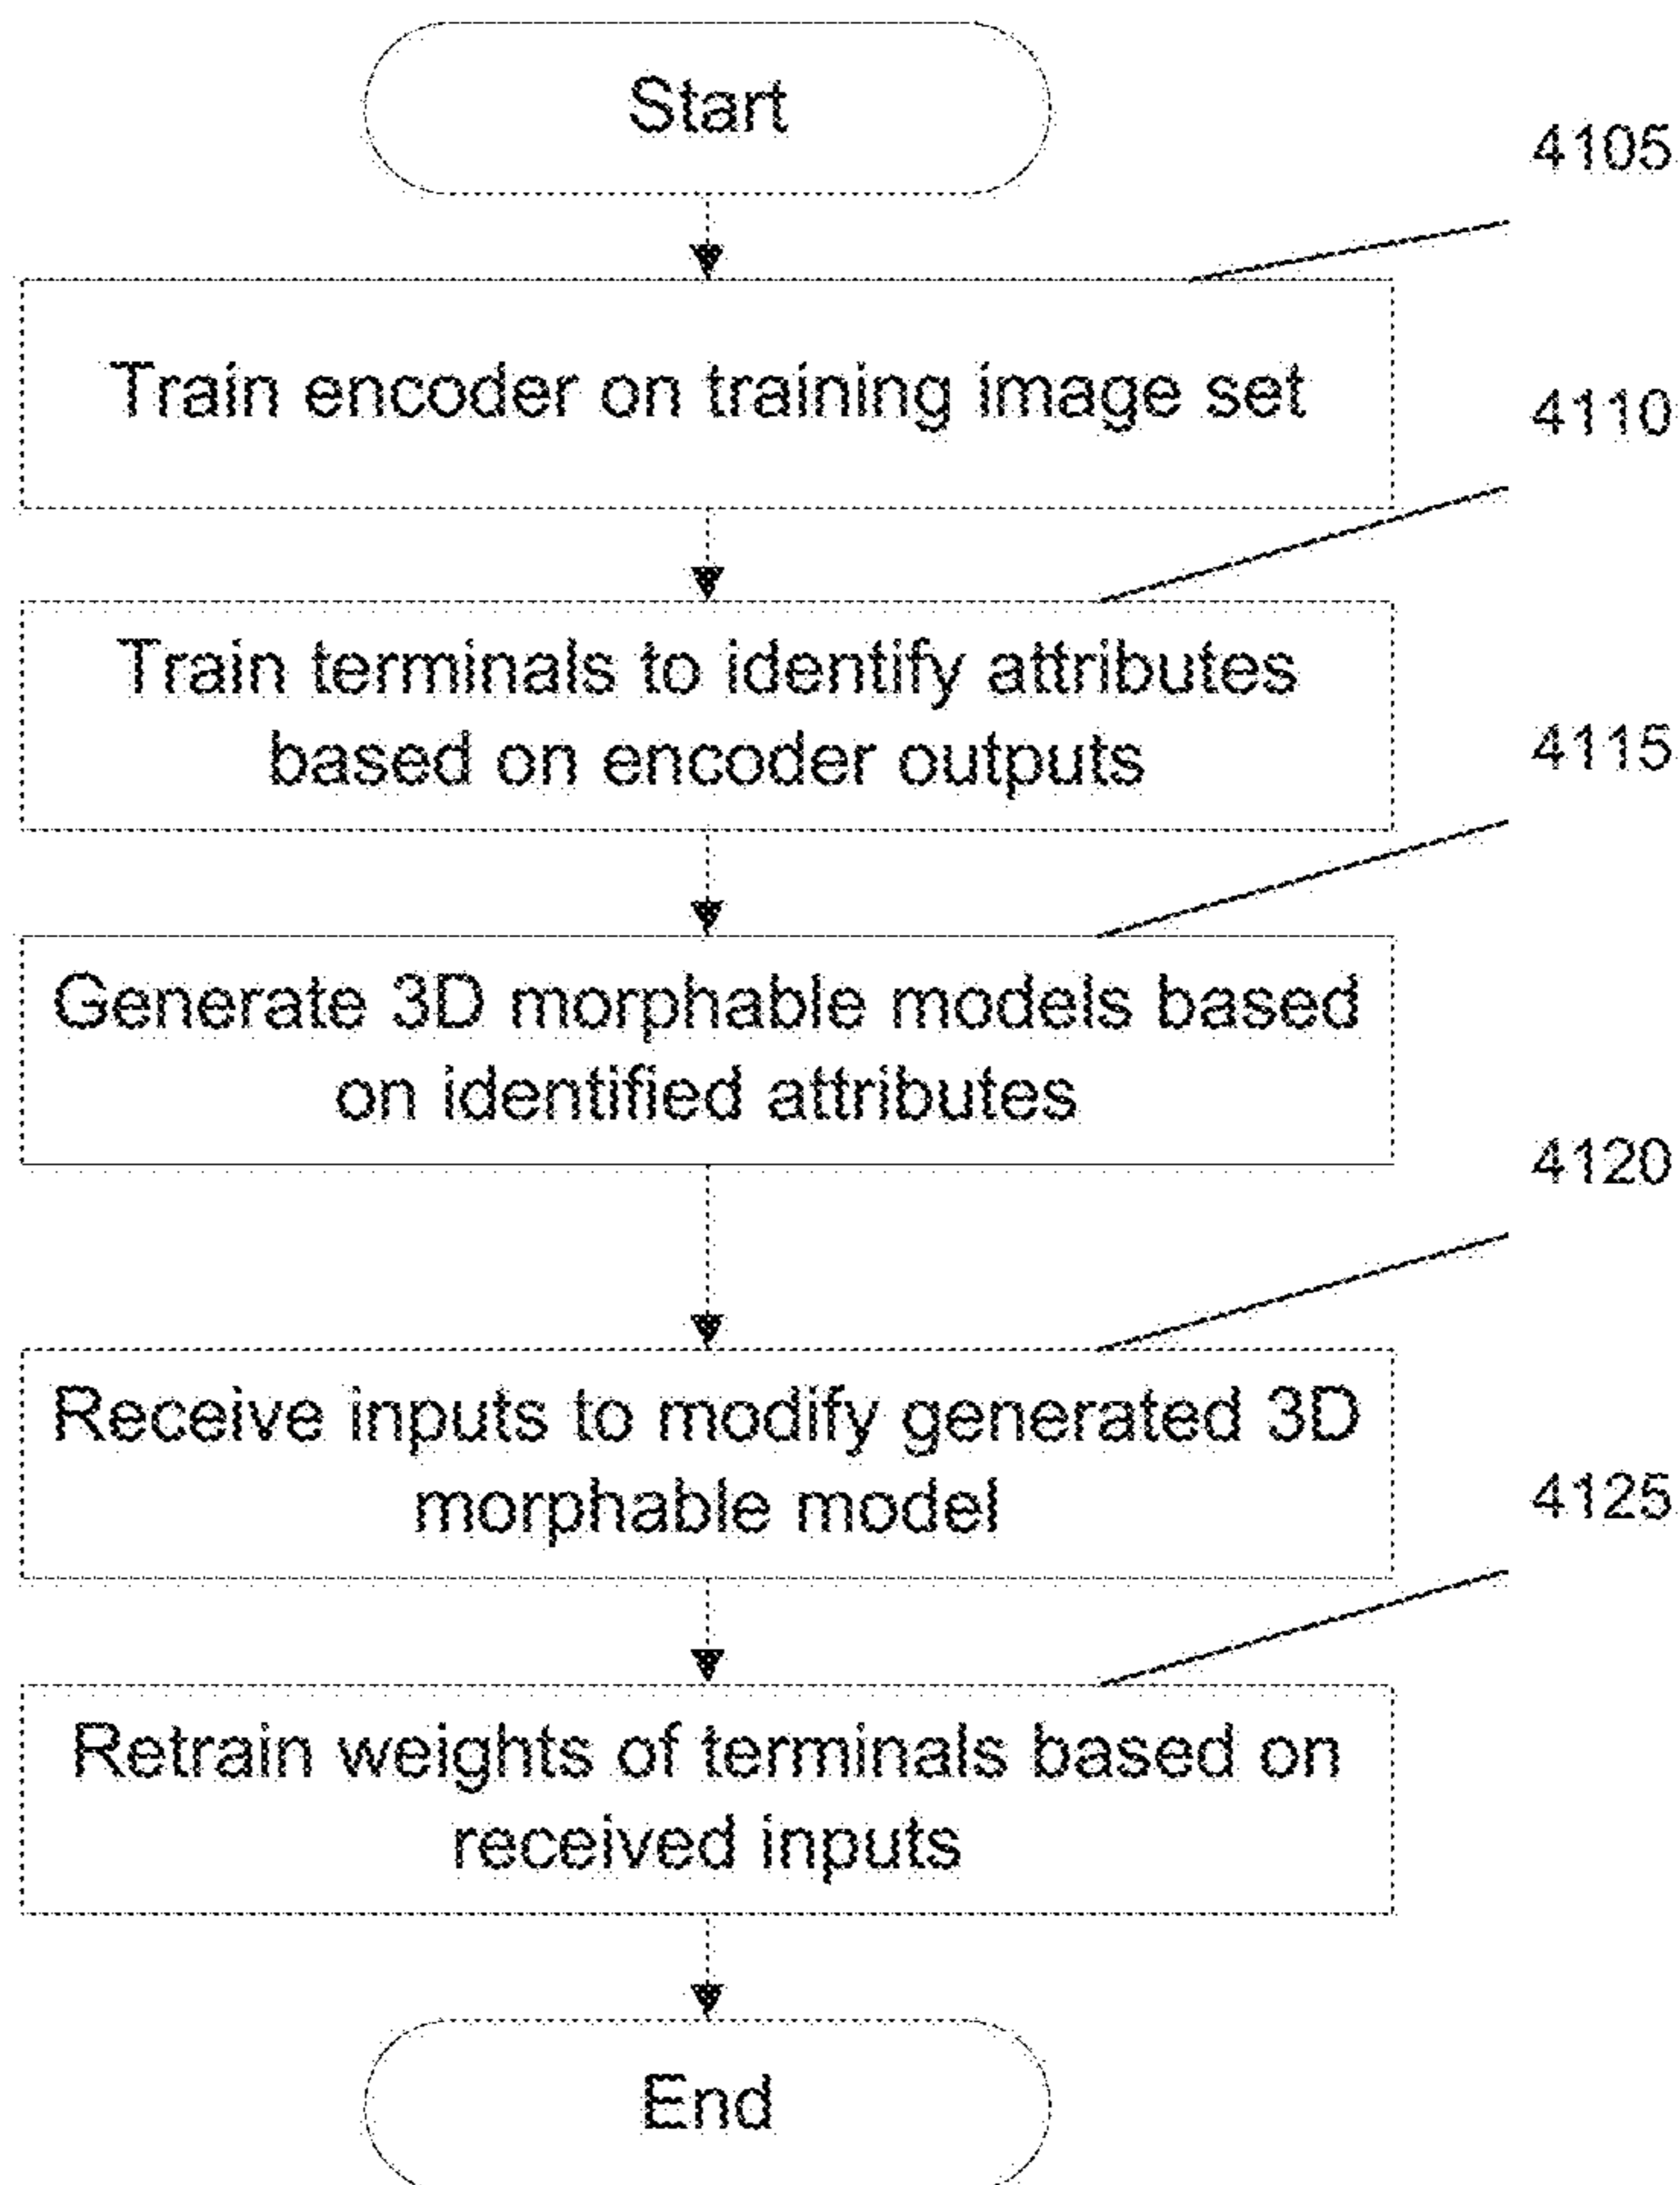 Start
4105
Train encoder on training image set
4110
Train terminals to identify attributes
based on encoder outputs
4115
Generate 3D morphable models based
on identified attributes
4120
Receive inputs to modify generated 3D
morphable model
4125
Retrain weights of terminals based on
received inputs
End